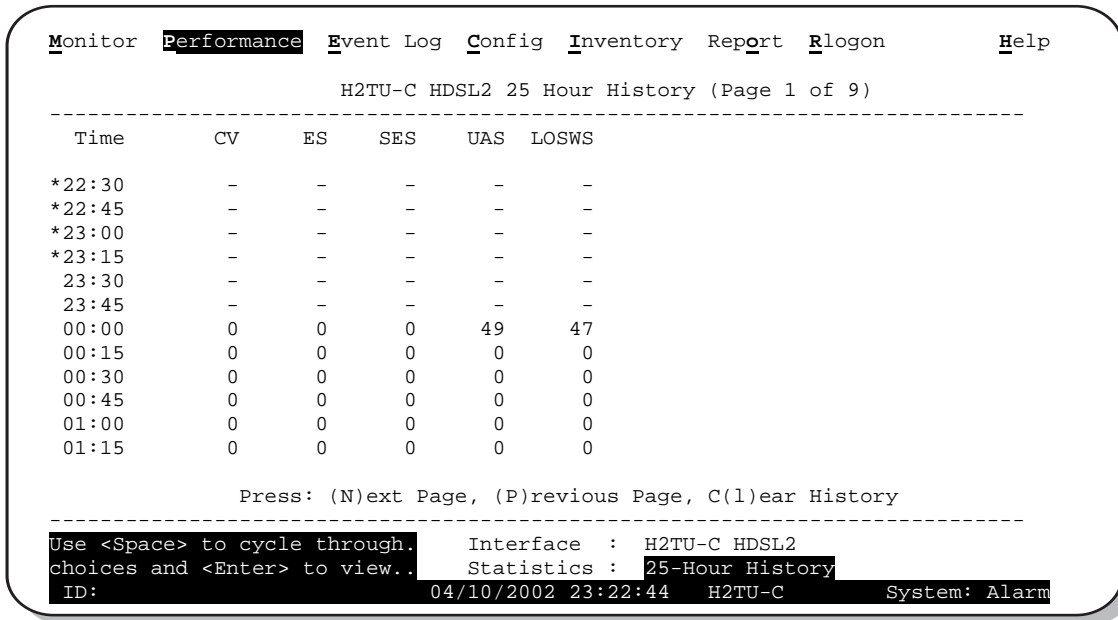 Monitor Performance Event Log Config Inventory Report Rlogon Help
H2TU-C HDSL2 25 Hour History (Page 1 of 9)
--------------------------------------------------------------------------------
Time CV ES SES UAS LOSWS
*22:30 - - - - -
*22:45 - - - - -
*23:00 - - - - -
*23:15 - - - - -
23:30 - - - - -
23:45 - - - - -
00:00 0 0 0 49 47
00:15 0 0 0 0 0
00:30 0 0 0 0 0
00:45 0 0 0 0 0
01:00 0 0 0 0 0
01:15 0 0 0 0 0
Press: (N)ext Page, (P)revious Page, C(l)ear History
--------------------------------------------------------------------------------
Use <Space> to cycle through. Interface : H2TU-C HDSL2
choices and <Enter> to view.. Statistics : 25-Hour History
ID: 04/10/2002 23:22:44 H2TU-C System: Alarm